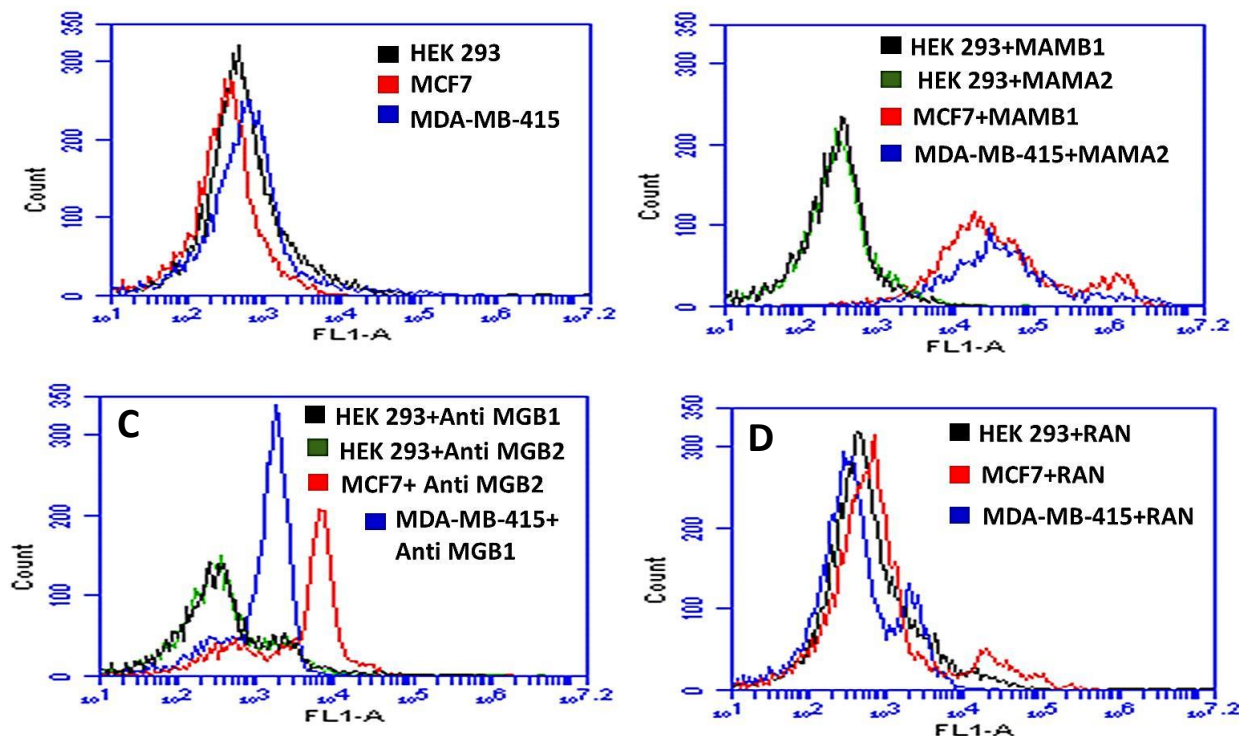 350
300
200
100
0
Count
10^1
10^2
10^3
10^4
10^5
10^6
10^7.2
FL1-A
HEK 293
MCF7
MDA-MB-415
350
300
200
100
0
Count
10^1
10^2
10^3
10^4
10^5
10^6
10^7.2
FL1-A
HEK 293+MAMB1
HEK 293+MAMA2
MCF7+MAMB1
MDA-MB-415+MAMA2
C
350
300
200
100
0
Count
10^1
10^2
10^3
10^4
10^5
10^6
10^7.2
FL1-A
HEK 293+Anti MGB1
HEK 293+Anti MGB2
MCF7+ Anti MGB2
MDA-MB-415+
Anti MGB1
D
350
300
200
100
0
Count
10^1
10^2
10^3
10^4
10^5
10^6
10^7.2
FL1-A
HEK 293+RAN
MCF7+RAN
MDA-MB-415+RAN